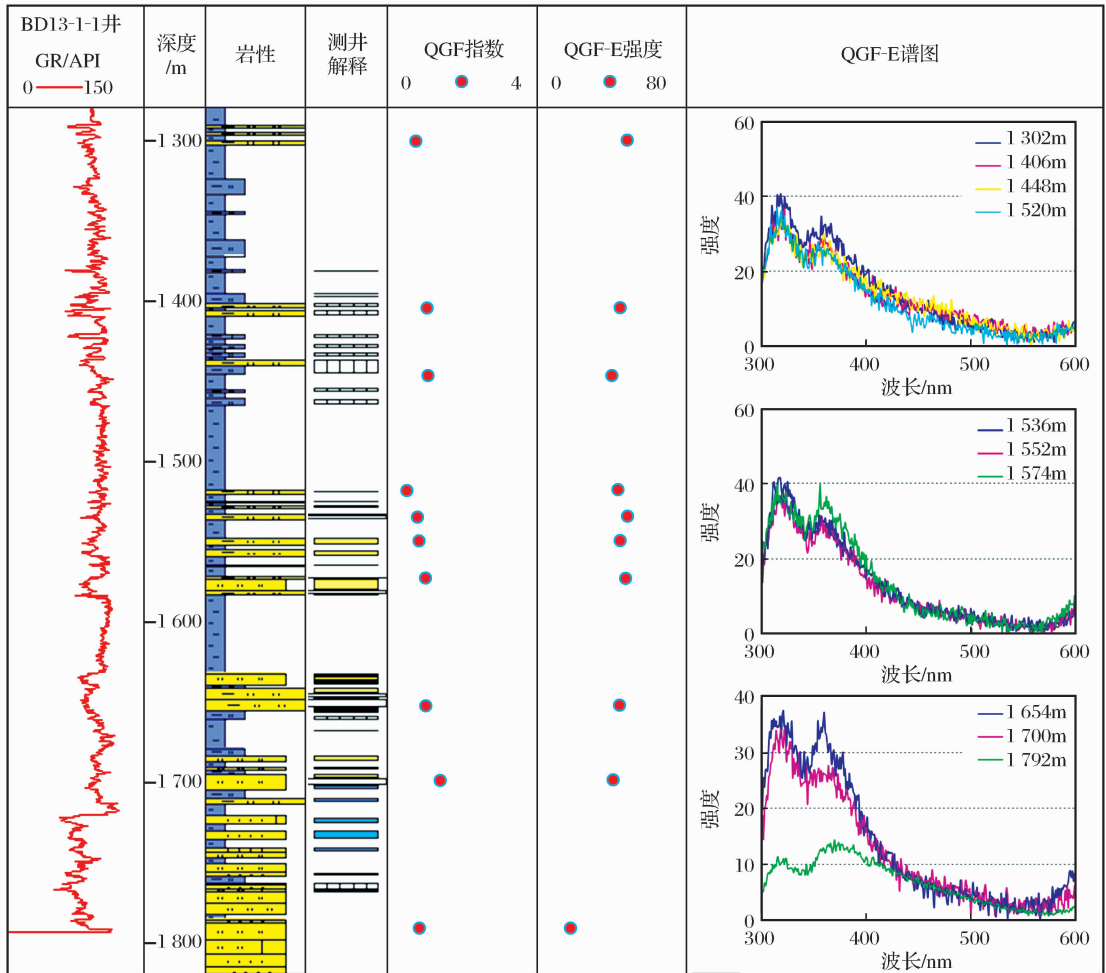 BD13-1-1井
GR/API
0 150
深度
/m
岩性
测井
解释
QGF指数
0 4
QGF-E强度
0 80
QGF-E谱图
1 300
1 400
1 500
1 600
1 700
1 800
60
40
20
0
强度
300 400 500 600
波长/nm
1 302m
1 406m
1 448m
1 520m
60
40
20
0
强度
300 400 500 600
波长/nm
1 536m
1 552m
1 574m
40
30
20
10
0
强度
300 400 500 600
波长/nm
1 654m
1 700m
1 792m